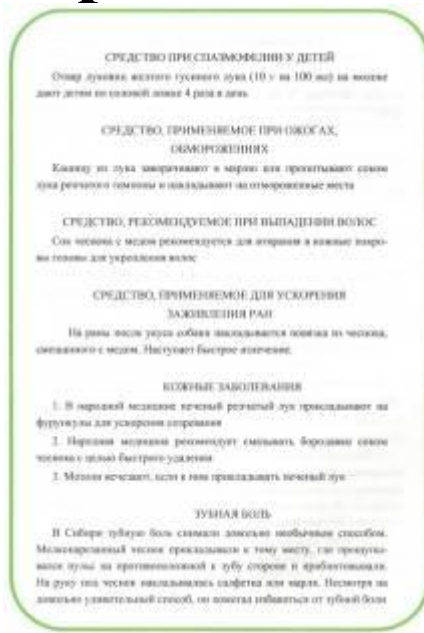 СРЕДСТВО ПРИ СПАЗМОФЕЛИИ У ДЕТЕЙ
Отвар луковиц желтого гусиного лука (10 г на 100 мл) на молоке
дают детям по столовой ложке 4 раза в день
СРЕДСТВО, ПРИМЕНЯЕМОЕ ПРИ ОЖОГАХ,
ОБМОРОЖЕНИЯХ
Кашицу из лука заворачивают в марлю или пропитывают соком
лука репчатого и накладывают на отмороженные места
СРЕДСТВО, РЕКОМЕНДУЕМОЕ ПРИ ВЫПАДЕНИИ ВОЛОС
Сок чеснока с медом рекомендуется для втирания в кожные покро-
вы головы для укрепления волос
СРЕДСТВО, ПРИМЕНЯЕМОЕ ДЛЯ УСКОРЕНИЯ
ЗАЖИВЛЕНИЯ РАН
На раны после укуса собаки накладывается повязка из чеснока,
смешанного с медом. Наступает быстрое излечение.
КОЖНЫЕ ЗАБОЛЕВАНИЯ
1. В народной медицине печеный репчатый лук прикладывают на
фурункулы для ускорения созревания
2. Народная медицина рекомендует смазывать бородавки соком
чеснока с целью быстрого удаления
3. Мозоли исчезают, если к ним прикладывать печеный лук
ЗУБНАЯ БОЛЬ
В Сибири зубную боль снимали довольно необычным способом.
Мелконарезанный чеснок прикладывали к тому месту, где прощупы-
вался пульс на противоположной к зубу стороне и прибинтовывали.
На руку под чеснок накладывалась салфетка или марля. Несмотря на
довольно удивительный способ, он помогал избавиться от зубной боли